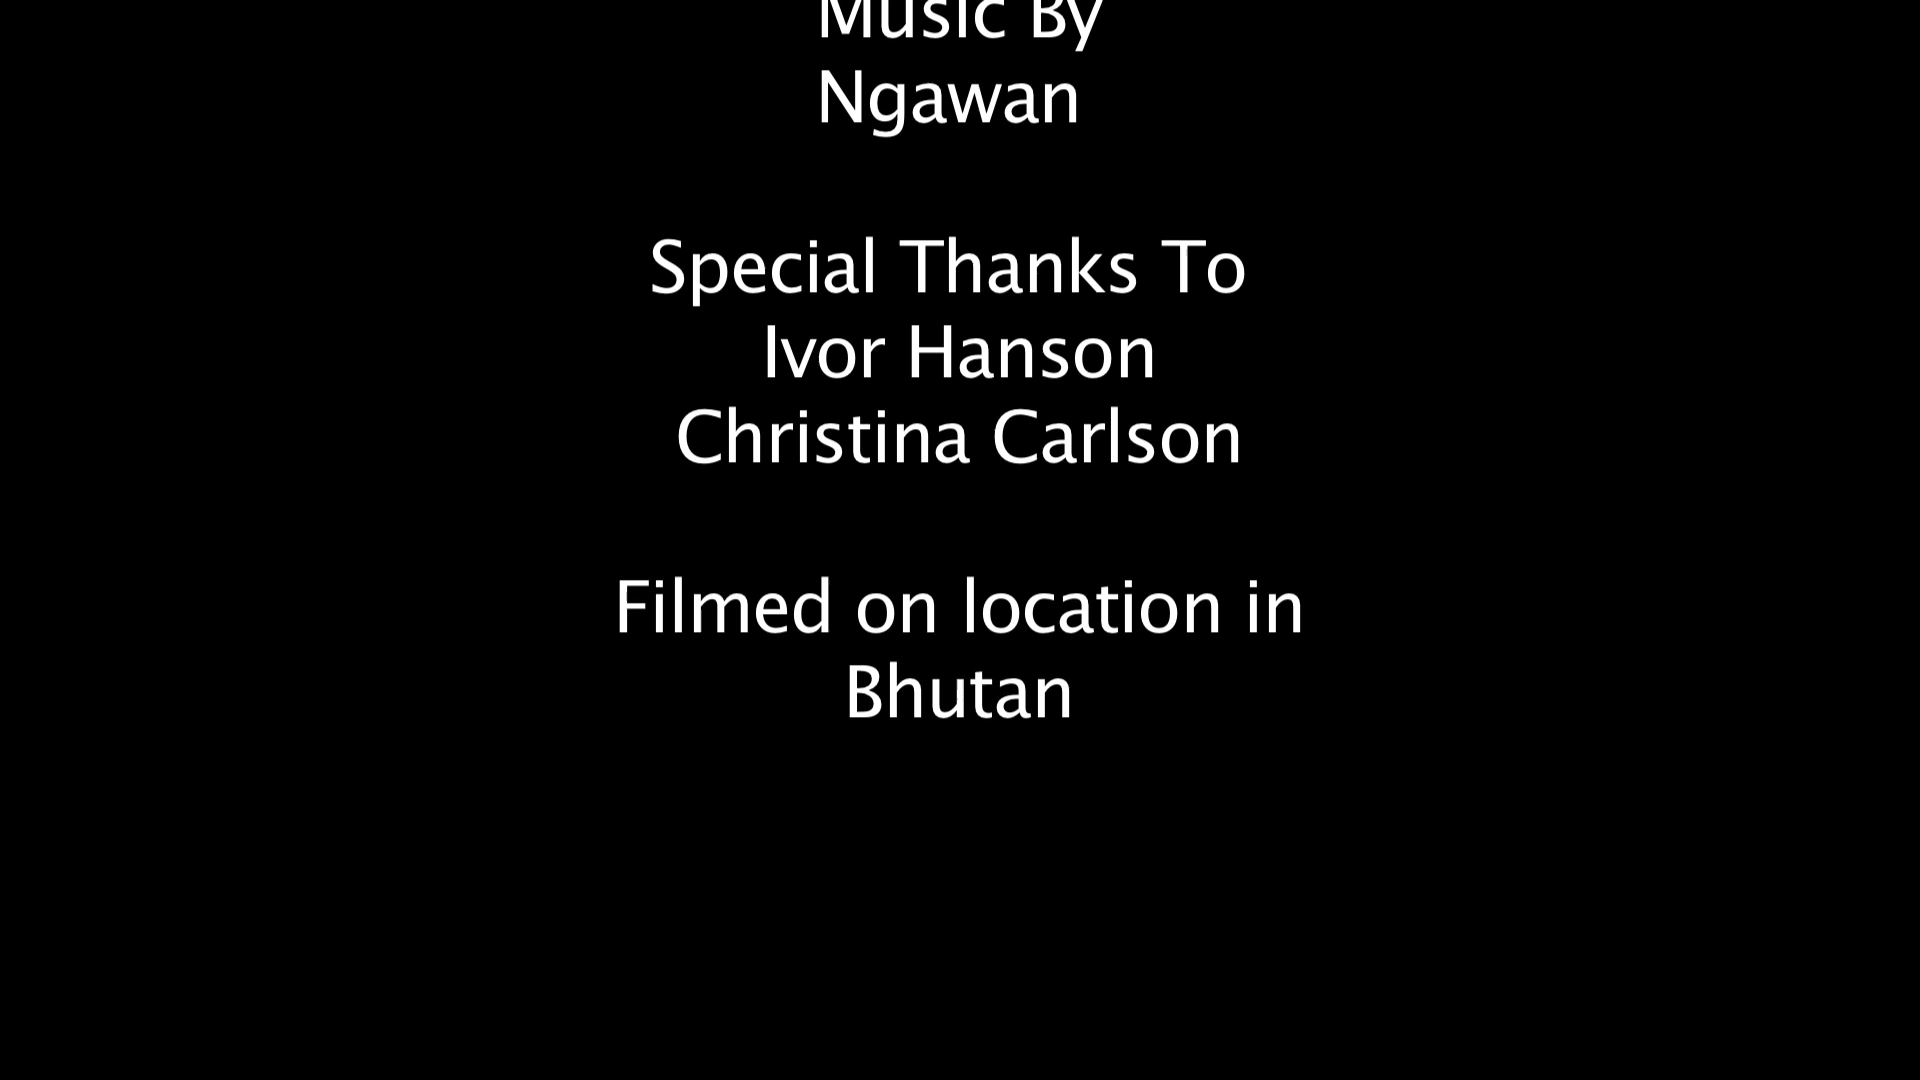 Music By
Ngawan
Special Thanks To
Ivor Hanson
Christina Carlson
Filmed on location in
Bhutan